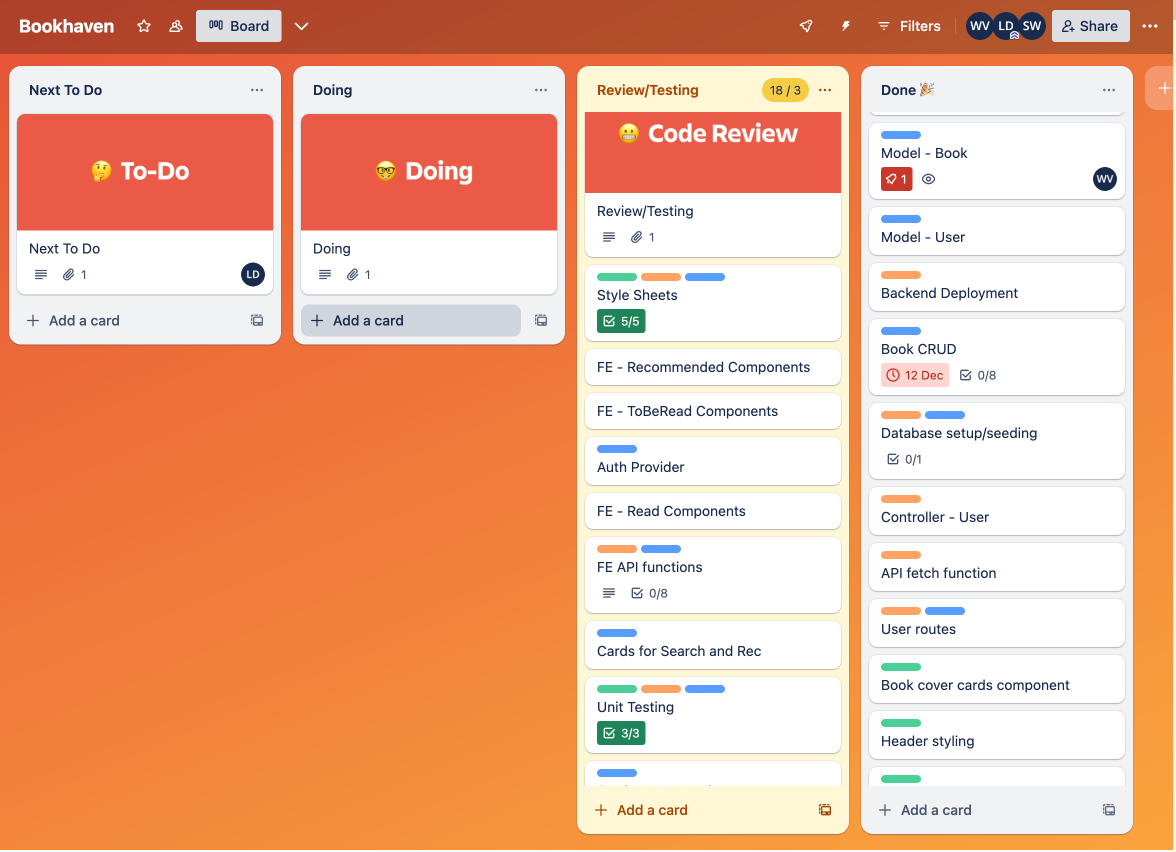 Bookhaven
Board
Filters
WV LD SW
Share
Next To Do
To-Do
Next To Do
1
LD
Add a card
Doing
Doing
Doing
1
Add a card
Review/Testing
18 / 3
Code Review
Review/Testing
1
Style Sheets
5/5
FE - Recommended Components
FE - ToBeRead Components
Auth Provider
FE - Read Components
FE API functions
0/8
Cards for Search and Rec
Unit Testing
3/3
Add a card
Done 🎉
Model - Book
1
WV
Model - User
Backend Deployment
Book CRUD
12 Dec 0/8
Database setup/seeding
0/1
Controller - User
API fetch function
User routes
Book cover cards component
Header styling
Add a card